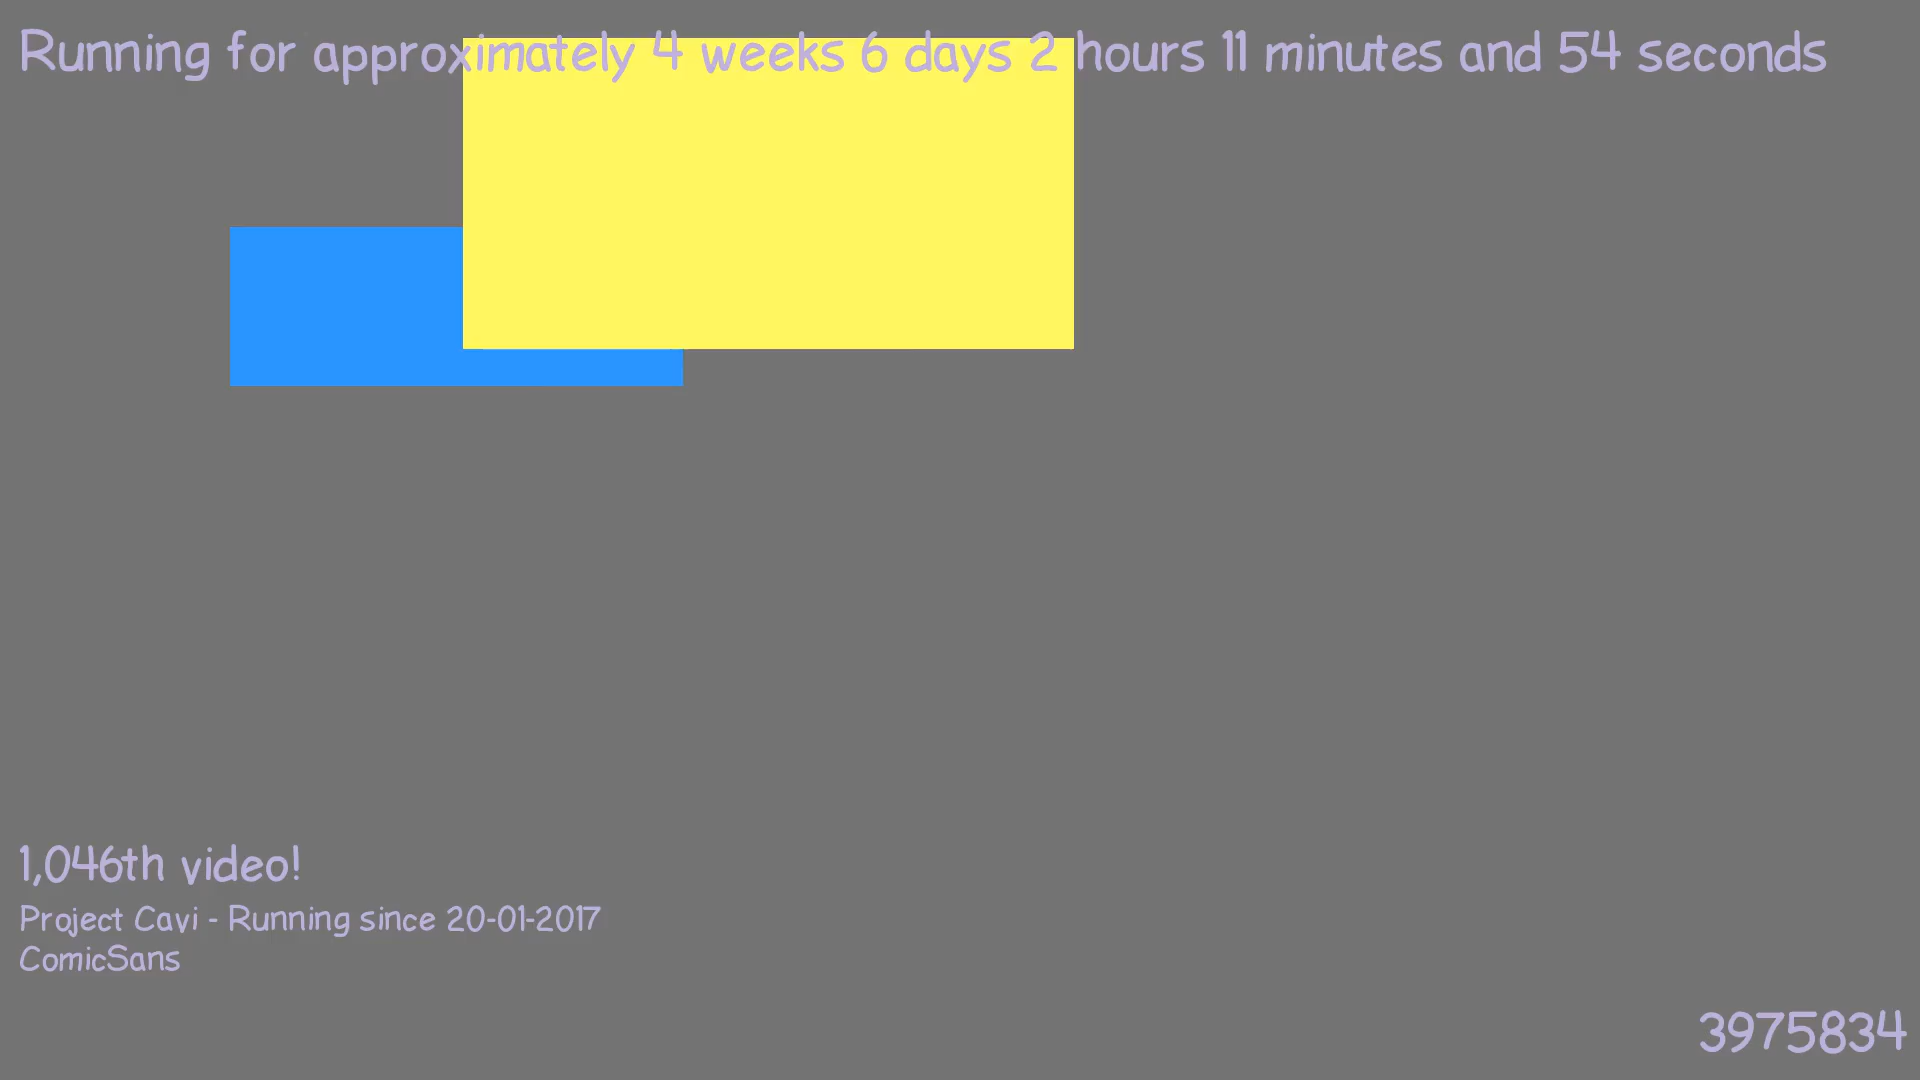 Running for approximately 4 weeks 6 days 2 hours 11 minutes and 54 seconds
1,046th video!
Project Cavi - Running since 20-01-2017
ComicSans
3975834